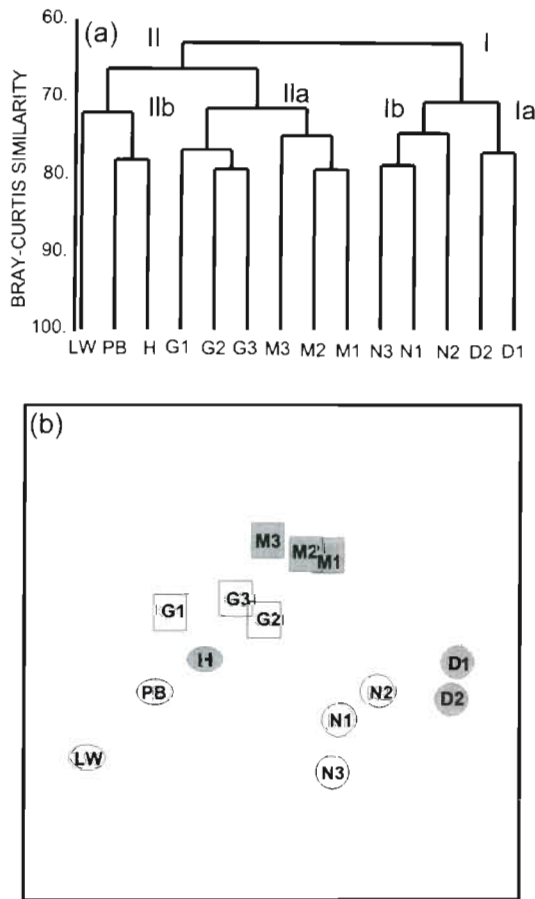 60.
(a)
II
I
70.
IIb
IIa
Ib
Ia
80.
90.
100.
BRAY-CURTIS SIMILARITY
LW PB H G1 G2 G3 M3 M2 M1 N3 N1 N2 D2 D1
(b)
M3
M2
M1
G1
G3
G2
H
D1
PB
N2
D2
N1
LW
N3